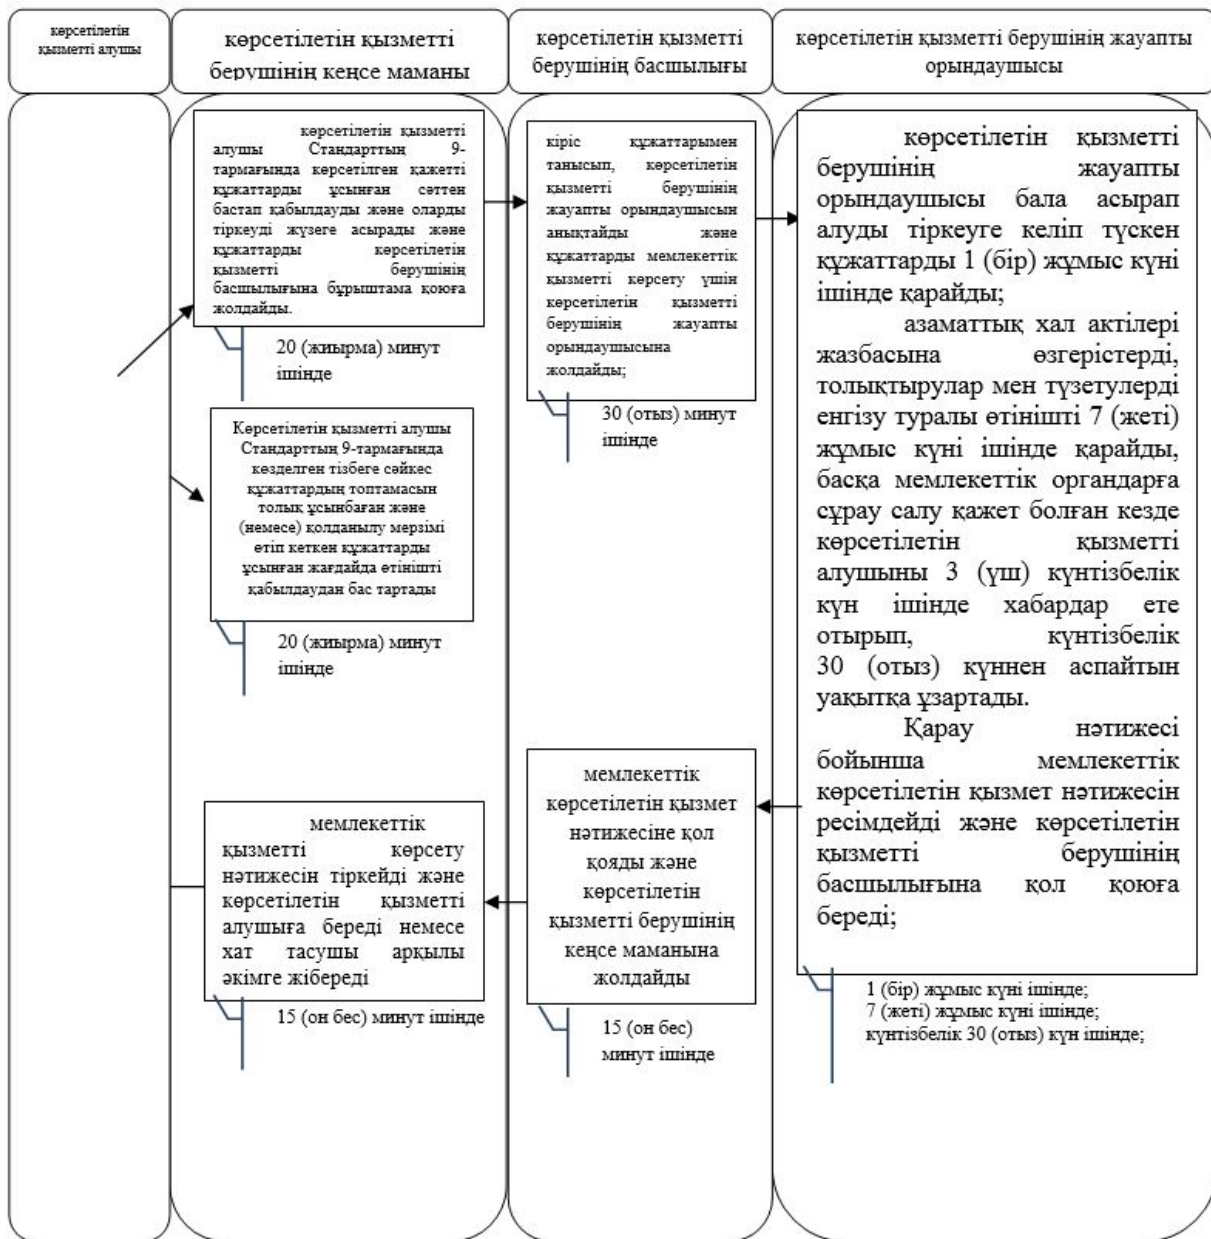 көрсетілетін
қызметті алушы
көрсетілетін қызметті
берушінің кеңсе маманы
көрсетілетін қызметті
берушінің басшылығы
көрсетілетін қызметті берушінің жауапты
орындаушысы
көрсетілетін қызметті
алушы Стандарттың 9-
тармағында көрсетілген қажетті
құжаттарды ұсынған сәттен
бастап қабылдауды және оларды
тіркеуді жүзеге асырады және
құжаттарды көрсетілетін
қызметті берушінің
басшылығына бұрыштама қоюға
жолдайды.
20 (жиырма) минут
ішінде
Көрсетілетін қызметті алушы
Стандарттың 9-тармағында
көзделген тізбеге сәйкес
құжаттардың топтамасын
толық ұсынбаған және
(немесе) қолданылу мерзімі
өтіп кеткен құжаттарды
ұсынған жағдайда өтінішті
қабылдаудан бас тартады
20 (жиырма) минут
ішінде
кіріс құжаттарымен
танысып, көрсетілетін
қызметті берушінің
жауапты орындаушысын
анықтайды және
құжаттарды мемлекеттік
қызметті көрсету үшін
көрсетілетін қызметті
берушінің жауапты
орындаушысына
жолдайды;
30 (отыз) минут
ішінде
көрсетілетін қызметті
берушінің жауапты
орындаушысы бала асырап
алуды тіркеуге келіп түскен
құжаттарды 1 (бір) жұмыс күні
ішінде қарайды;
азаматтық хал актілері
жазбасына өзгерістерді,
толықтырулар мен түзетулерді
енгізу туралы өтінішті 7 (жеті)
жұмыс күні ішінде қарайды,
басқа мемлекеттік органдарға
сұрау салу қажет болған кезде
көрсетілетін қызметті
алушыны 3 (үш) күнтізбелік
күн ішінде хабардар ете
отырып, күнтізбелік
30 (отыз) күннен аспайтын
уақытқа ұзартады.
Қарау нәтижесі
бойынша мемлекеттік
көрсетілетін қызмет нәтижесін
ресімдейді және көрсетілетін
қызметті берушінің
басшылығына қол қоюға
береді;
1 (бір) жұмыс күні ішінде;
7 (жеті) жұмыс күні ішінде;
күнтізбелік 30 (отыз) күн ішінде;
мемлекеттік
көрсетілетін қызмет
нәтижесіне қол
қояды және
көрсетілетін
қызметті берушінің
кеңсе маманына
жолдайды
15 (он бес)
минут ішінде
мемлекеттік
қызметті көрсету
нәтижесін тіркейді және
көрсетілетін қызметті
алушыға береді немесе
хат тасушы арқылы
әкімге жібереді
15 (он бес) минут ішінде